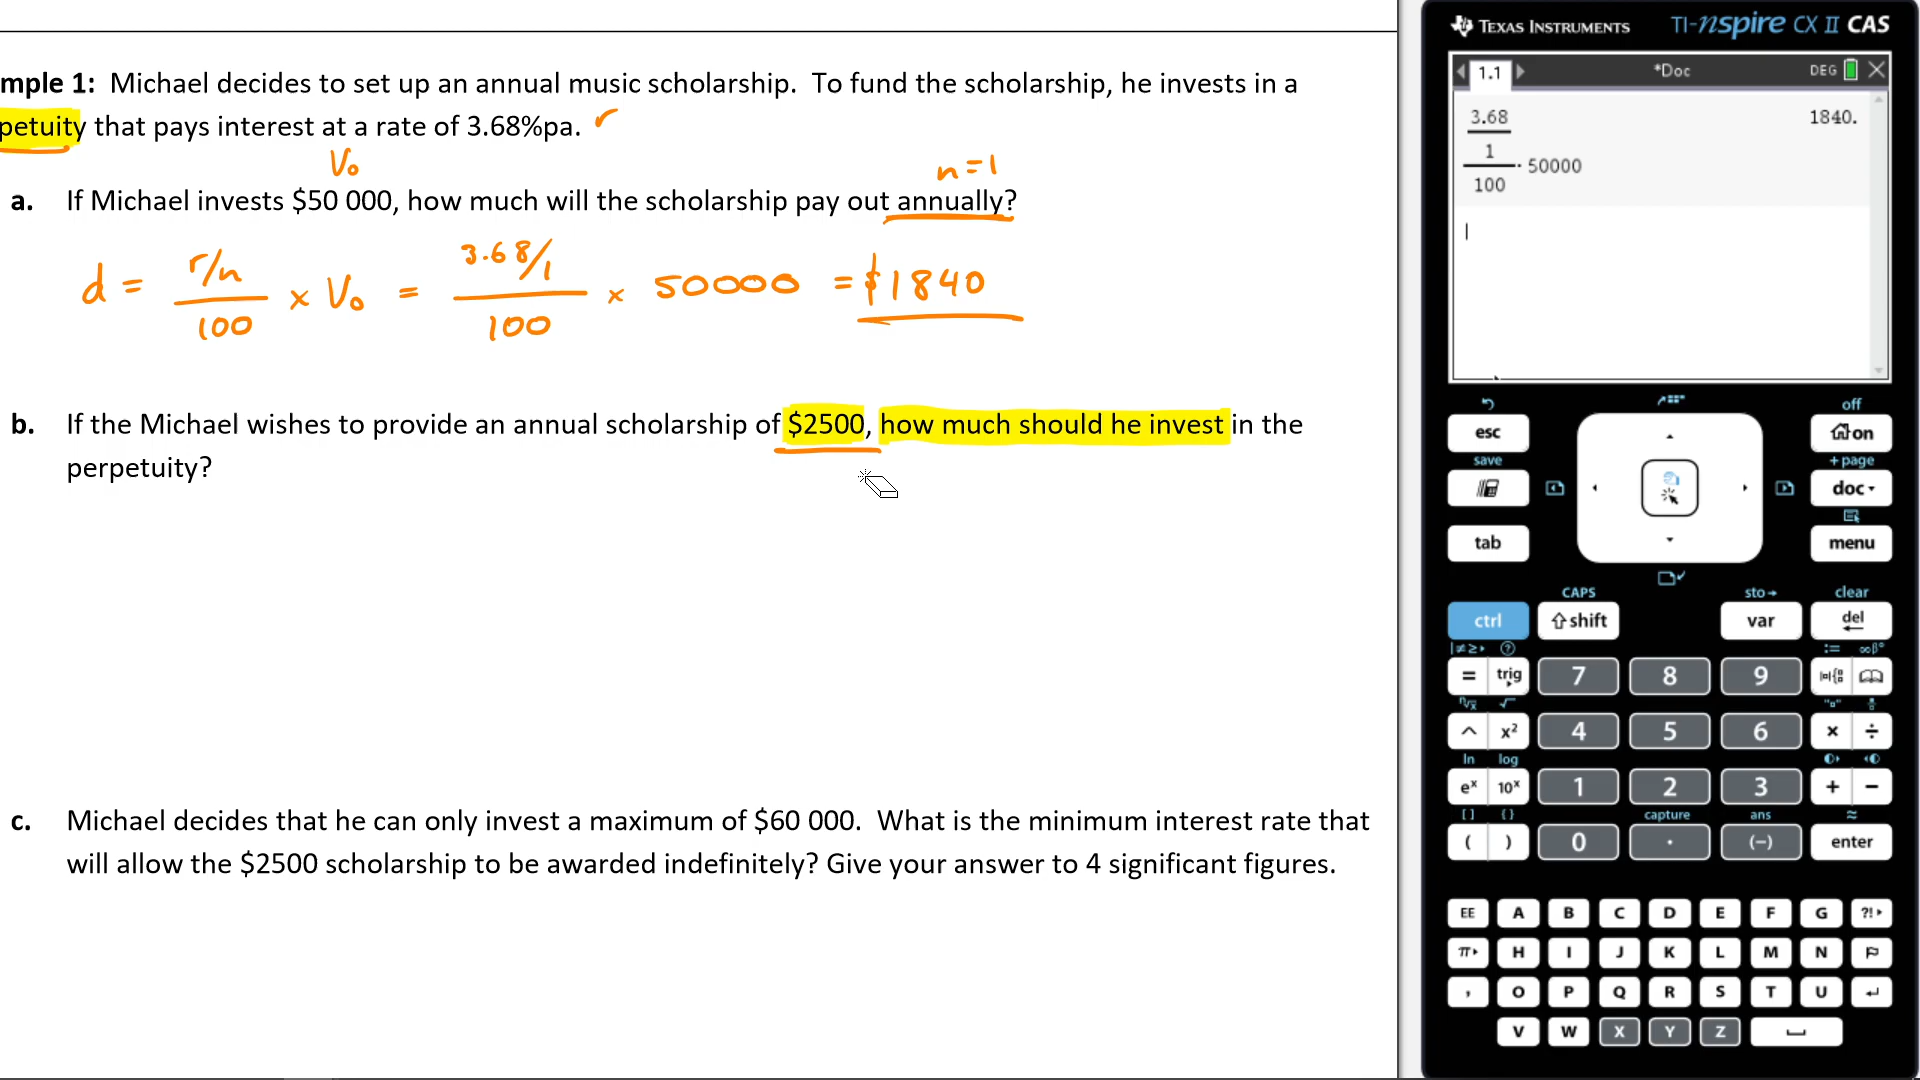 mple 1: Michael decides to set up an annual music scholarship. To fund the scholarship, he invests in a
petuity that pays interest at a rate of 3.68%pa. r
V₀
n=1
a. If Michael invests $50 000, how much will the scholarship pay out annually?
d = r/n / 100 × V₀ = 3.68/1 / 100 × 50000 = $1840
b. If the Michael wishes to provide an annual scholarship of $2500, how much should he invest in the
perpetuity?
c. Michael decides that he can only invest a maximum of $60 000. What is the minimum interest rate that
will allow the $2500 scholarship to be awarded indefinitely? Give your answer to 4 significant figures.
TEXAS INSTRUMENTS TI-nspire CX II CAS
1.1 *Doc DEG
3.68 / 1 / 100 · 50000 1840.
off
esc on
save +page
doc
tab menu
CAPS sto→ clear
ctrl shift var del
|≠≥▸ ? := ∞β°
= trig 7 8 9
ⁿ√x √ "□"
^ x² 4 5 6 × ÷
ln log
eˣ 10ˣ 1 2 3 + −
[ ] { } capture ans ≈
( ) 0 . (−) enter
EE A B C D E F G ?!▸
π▸ H I J K L M N
, O P Q R S T U
V W X Y Z